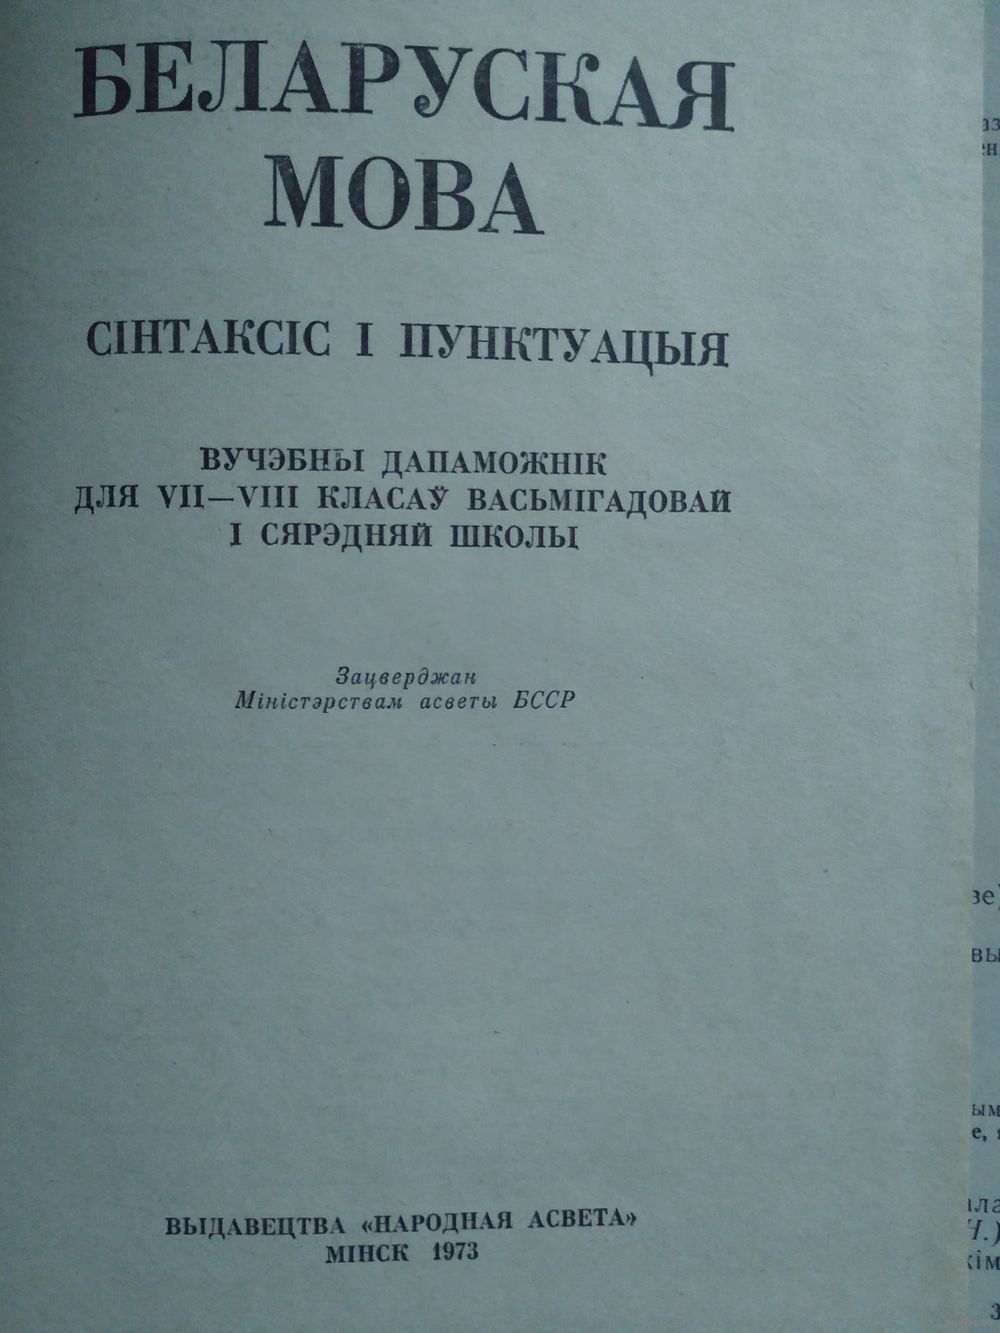 БЕЛАРУСКАЯ
МОВА
СІНТАКСІС І ПУНКТУАЦЫЯ
ВУЧЭБНЫ ДАПАМОЖНІК
ДЛЯ VII—VIII КЛАСАЎ ВАСЬМІГАДОВАЙ
І СЯРЭДНЯЙ ШКОЛЫ
Зацверджан
Міністэрствам асветы БССР
ВЫДАВЕЦТВА «НАРОДНАЯ АСВЕТА»
МІНСК 1973